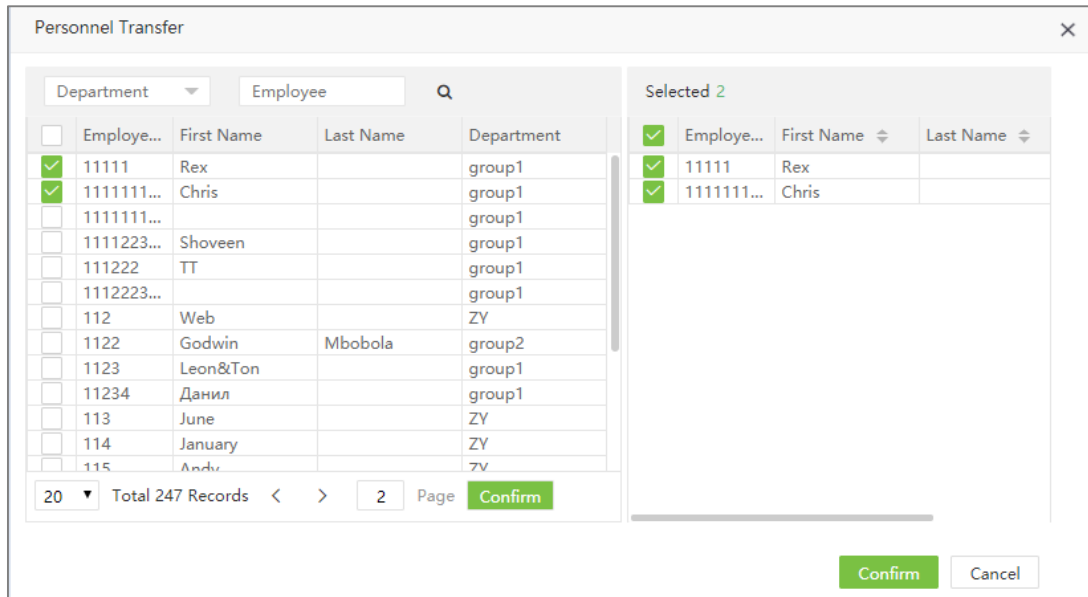 Personnel Transfer
Department Employee Selected 2
Employe... First Name Last Name Department Employe... First Name Last Name
11111 Rex group1 11111 Rex
1111111... Chris group1 1111111... Chris
1111111... group1
1111223... Shoveen group1
111222 TT group1
1112223... group1
112 Web ZY
1122 Godwin Mbobola group2
1123 Leon&Ton group1
11234 Данил group1
113 June ZY
114 January ZY
115 Andy ZY
20 Total 247 Records < > 2 Page Confirm
Confirm Cancel